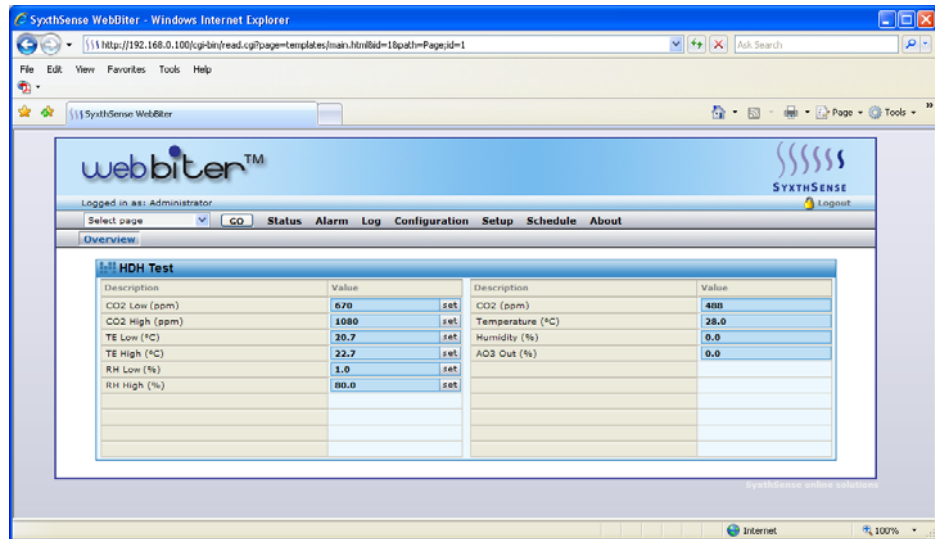 SyxthSense WebBiter - Windows Internet Explorer
http://192.168.0.100/cgi-bin/read.cgi?page=templates/main.html&id=1&path=Page;id=1
Ask Search
File Edit View Favorites Tools Help
SyxthSense WebBiter
Page Tools »
webbiter™
SYXTHSENSE
Logged in as: Administrator
Logout
Select page GO Status Alarm Log Configuration Setup Schedule About
Overview
HDH Test
Description Value Description Value
CO2 Low (ppm) 670 set CO2 (ppm) 488
CO2 High (ppm) 1080 set Temperature (ºC) 28.0
TE Low (ºC) 20.7 set Humidity (%) 0.0
TE High (ºC) 22.7 set AO3 Out (%) 0.0
RH Low (%) 1.0 set
RH High (%) 80.0 set
SyxthSense online solutions
Internet 100%